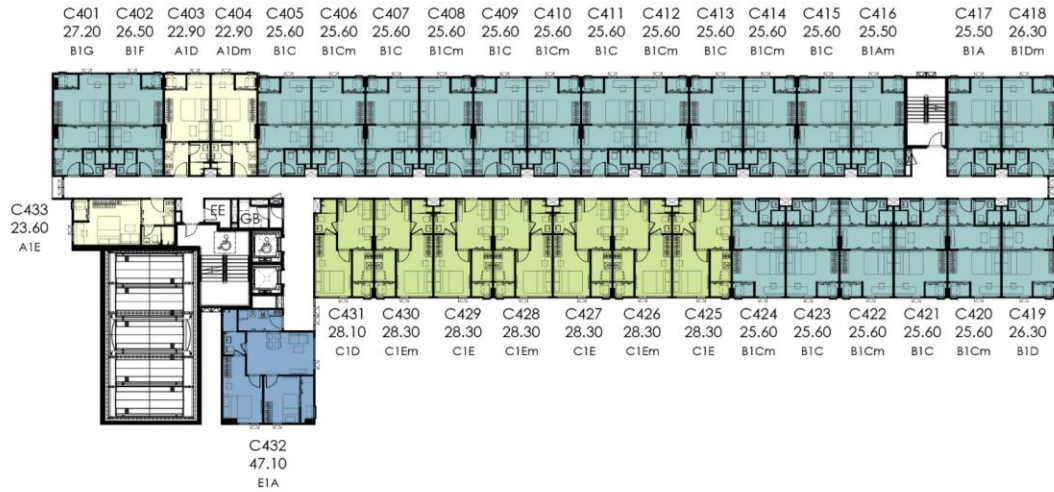 C401 C402 C403 C404 C405 C406 C407 C408 C409 C410 C411 C412 C413 C414 C415 C416 C417 C418
27.20 26.50 22.90 22.90 25.60 25.60 25.60 25.60 25.60 25.60 25.60 25.60 25.60 25.60 25.60 25.50 25.50 26.30
B1G B1F A1D A1Dm B1C B1Cm B1C B1Cm B1C B1Cm B1C B1Cm B1C B1Cm B1C B1Am B1A B1Dm
C433
23.60
A1E
EE
GB
C431 C430 C429 C428 C427 C426 C425 C424 C423 C422 C421 C420 C419
28.10 28.30 28.30 28.30 28.30 28.30 28.30 25.60 25.60 25.60 25.60 25.60 26.30
C1D C1Em C1E C1Em C1E C1Em C1E B1Cm B1C B1Cm B1C B1Cm B1D
C432
47.10
E1A